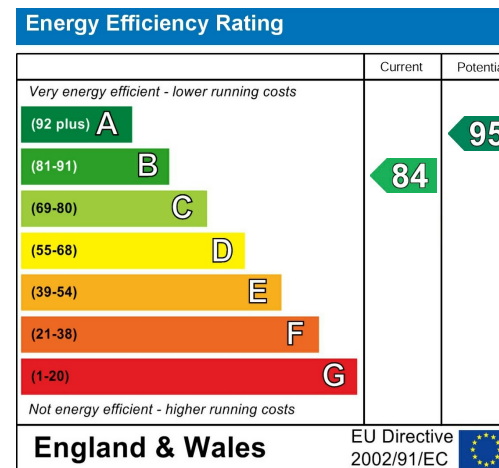 Energy Efficiency Rating
Current Potentia
Very energy efficient - lower running costs
(92 plus) A
(81-91) B
(69-80) C
(55-68) D
(39-54) E
(21-38) F
(1-20) G
84
95
Not energy efficient - higher running costs
England & Wales
EU Directive
2002/91/EC